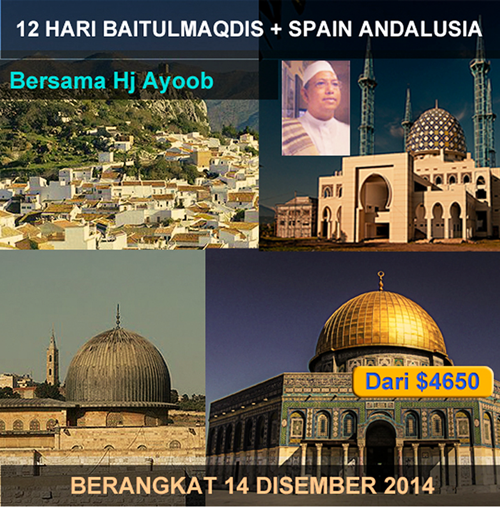 12 HARI BAITULMAQDIS + SPAIN ANDALUSIA
Bersama Hj Ayoob
Dari $4650
BERANGKAT 14 DISEMBER 2014